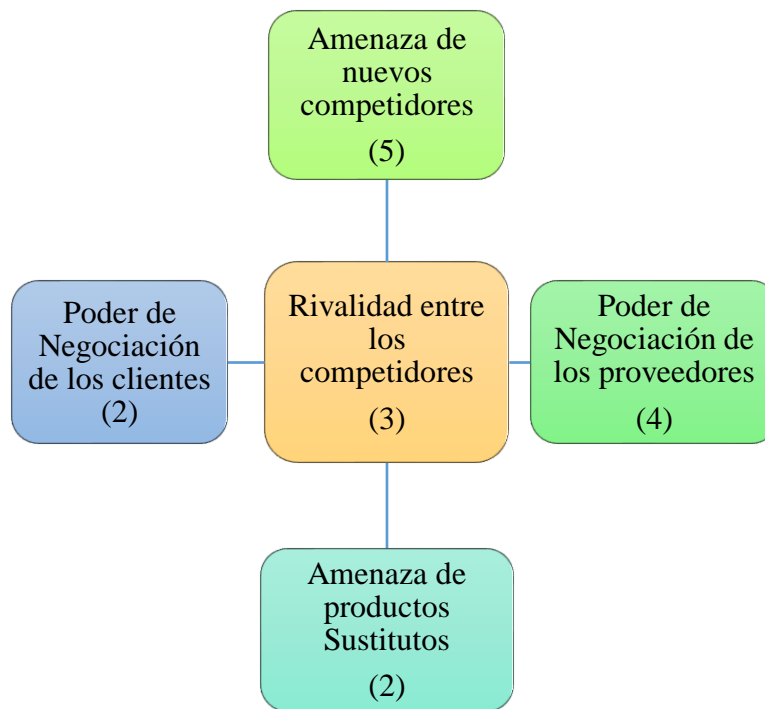 Amenaza de
nuevos
competidores
(5)
Poder de
Negociación
de los clientes
(2)
Rivalidad entre
los
competidores
(3)
Poder de
Negociación de
los proveedores
(4)
Amenaza de
productos
Sustitutos
(2)